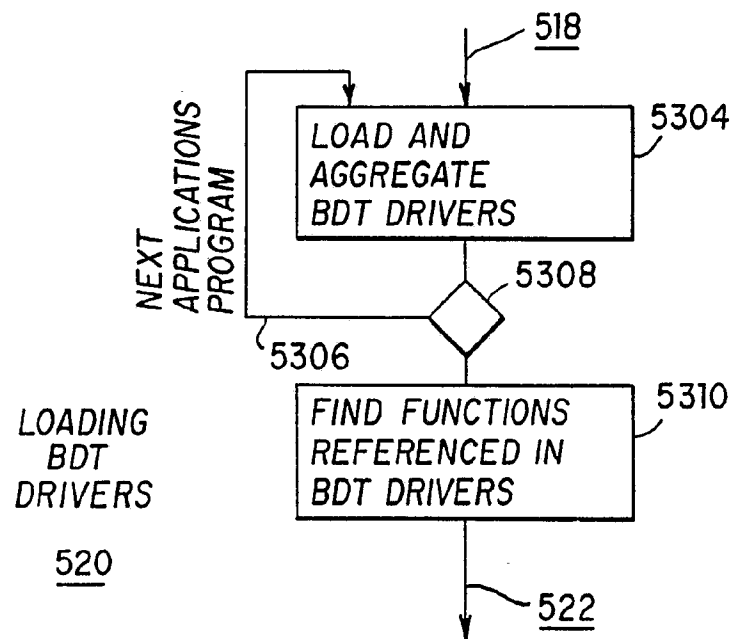 518
NEXT
APPLICATIONS
PROGRAM
LOAD AND
AGGREGATE
BDT DRIVERS
5304
5308
5306
FIND FUNCTIONS
REFERENCED IN
BDT DRIVERS
5310
LOADING
BDT
DRIVERS
520
522